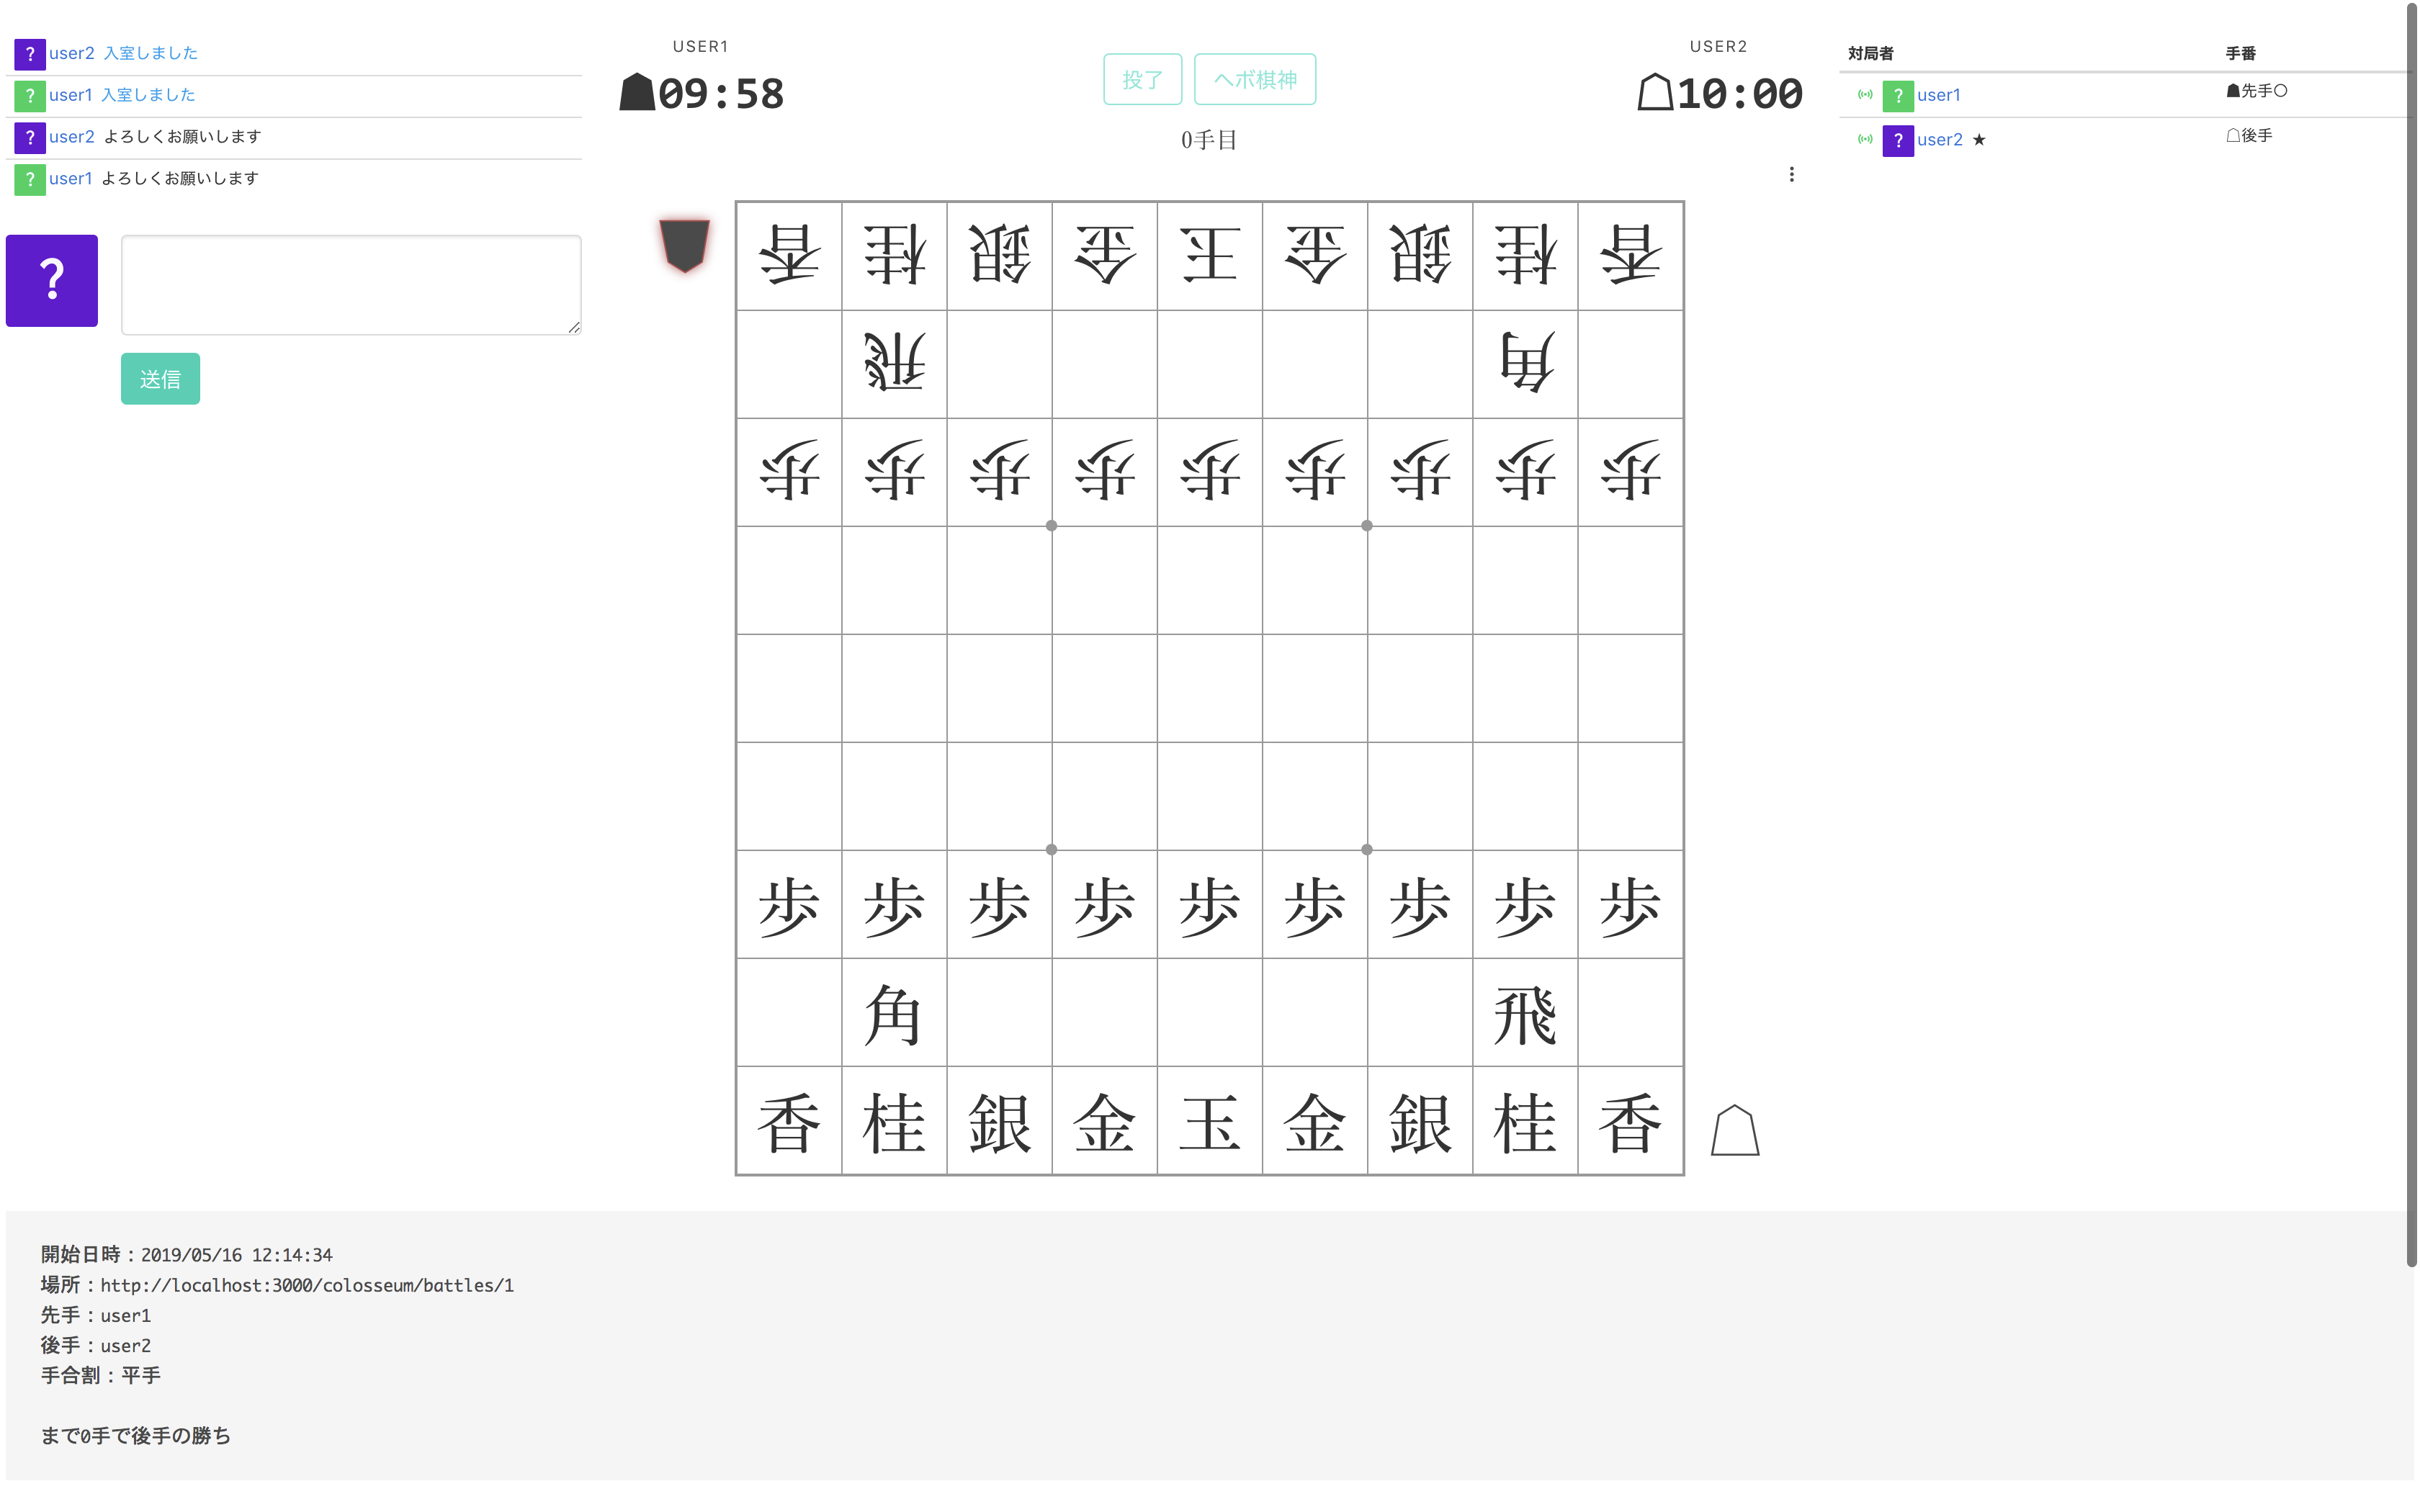 ? user2 入室しました
? user1 入室しました
? user2 よろしくお願いします
? user1 よろしくお願いします
?
送信
USER1
09:58
投了 ヘボ棋神
0手目
USER2
10:00
対局者 手番
? user1 ☗先手○
? user2 ★ ☖後手
香 桂 銀 金 王 金 銀 桂 香
飛 角
歩 歩 歩 歩 歩 歩 歩 歩 歩
歩 歩 歩 歩 歩 歩 歩 歩 歩
角 飛
香 桂 銀 金 玉 金 銀 桂 香
開始日時：2019/05/16 12:14:34
場所：http://localhost:3000/colosseum/battles/1
先手：user1
後手：user2
手合割：平手
まで0手で後手の勝ち